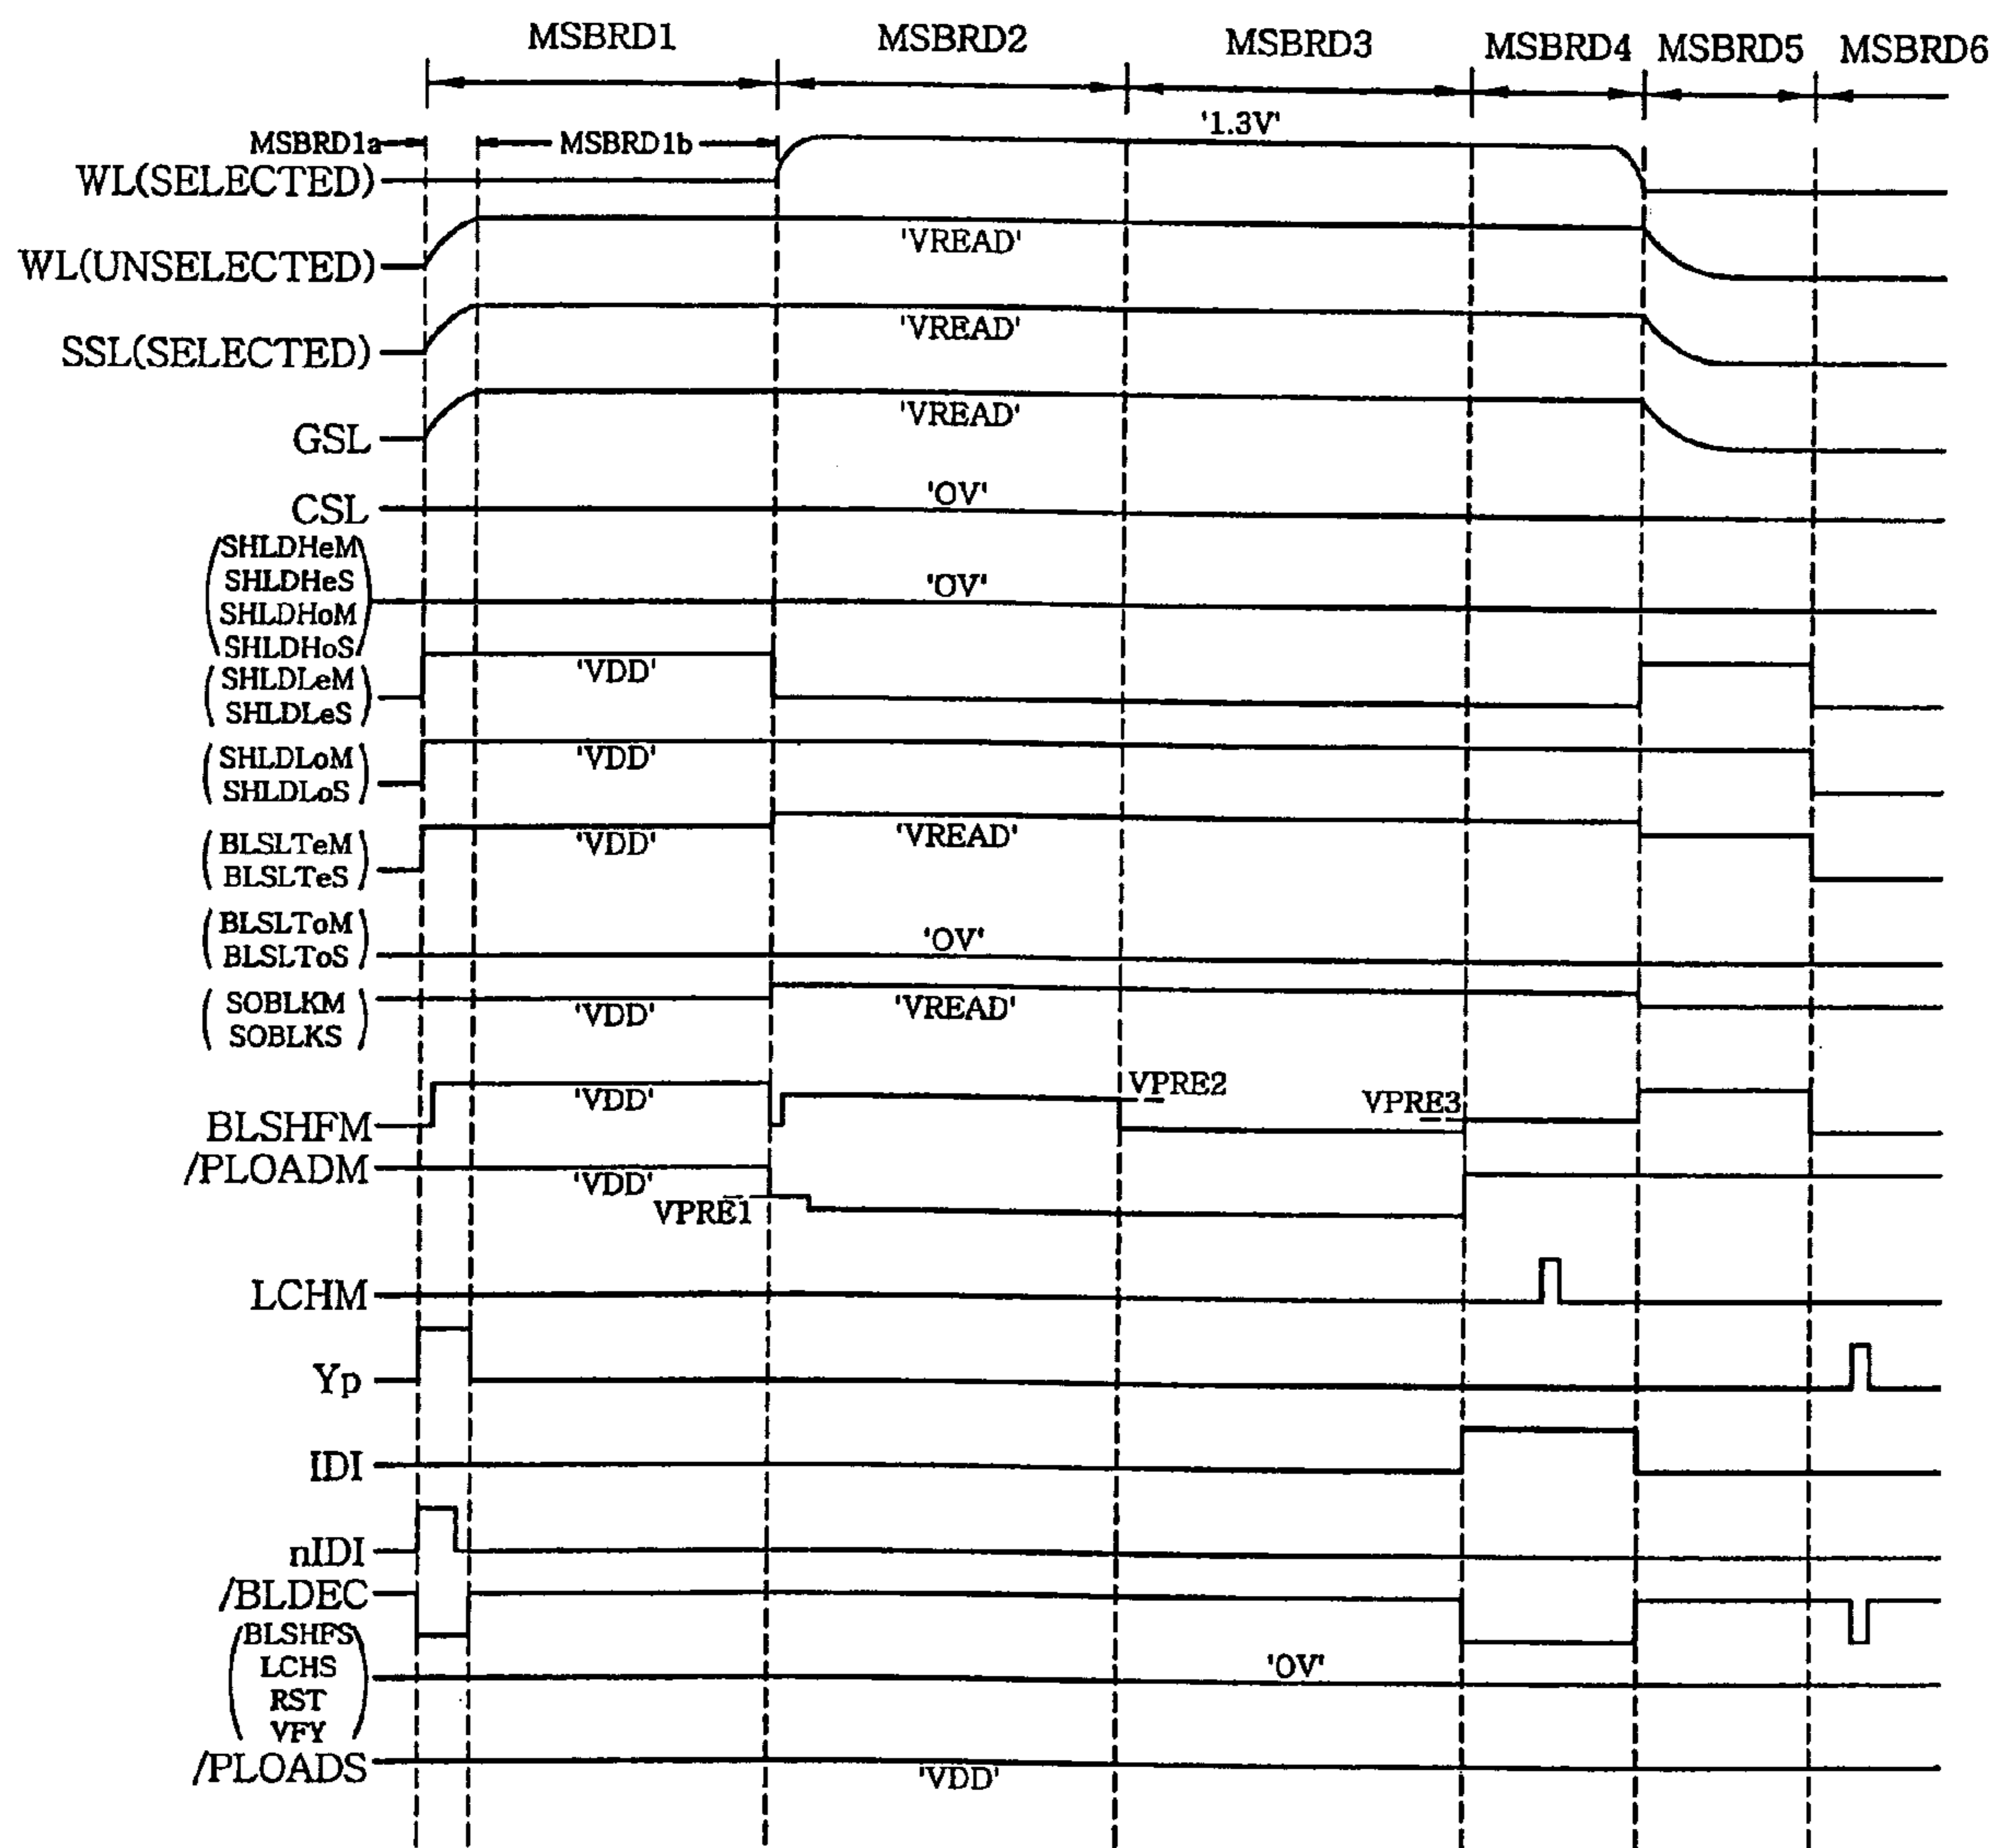 MSBRD1 MSBRD2 MSBRD3 MSBRD4 MSBRD5 MSBRD6
'1.3V'
MSBRD1a MSBRD1b
WL(SELECTED)
'VREAD'
WL(UNSELECTED)
'VREAD'
SSL(SELECTED)
'VREAD'
GSL
'OV'
CSL
SHLDHeM
SHLDHeS 'OV'
SHLDHoM
SHLDHoS
SHLDLeM 'VDD'
SHLDLeS
SHLDLoM 'VDD'
SHLDLoS
BLSLTeM 'VDD' 'VREAD'
BLSLTeS
BLSLToM
BLSLToS 'OV'
SOBLKM 'VDD' 'VREAD'
SOBLKS
VPRE2
'VDD' VPRE3
BLSHFM
/PLOADM 'VDD'
VPRE1
LCHM
Yp
IDI
nIDI
/BLDEC
BLSHFS
LCHS 'OV'
RST
VFY
/PLOADS 'VDD'